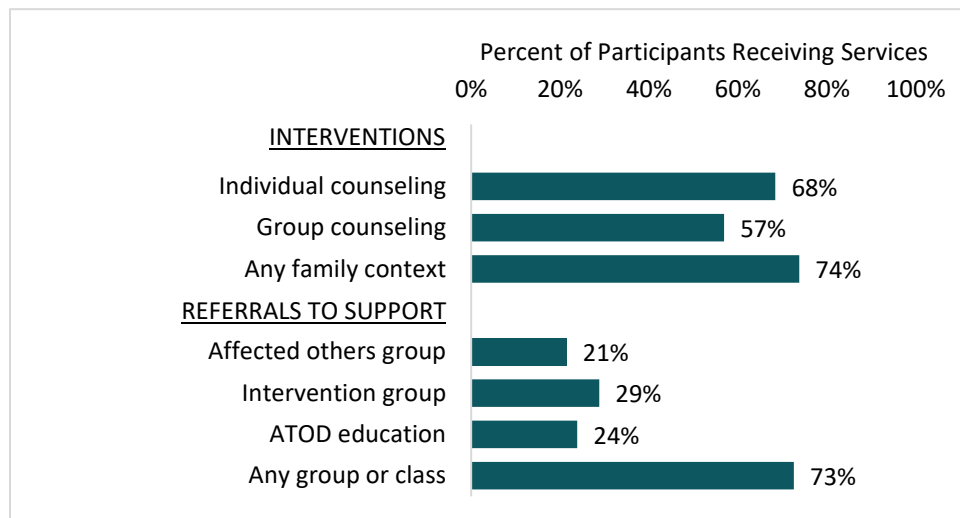 Percent of Participants Receiving Services
0% 20% 40% 60% 80% 100%
INTERVENTIONS
Individual counseling 68%
Group counseling 57%
Any family context 74%
REFERRALS TO SUPPORT
Affected others group 21%
Intervention group 29%
ATOD education 24%
Any group or class 73%